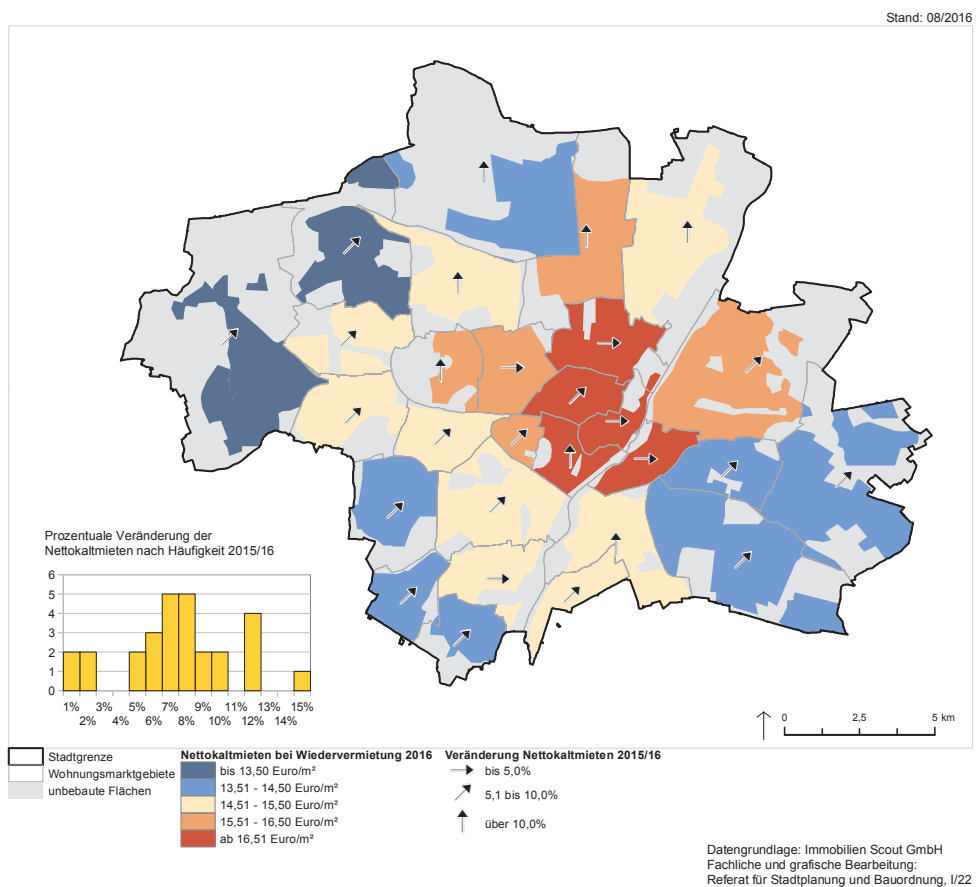 Stand: 08/2016
Prozentuale Veränderung der
Nettokaltmieten nach Häufigkeit 2015/16
6
5
4
3
2
1
0
1% 3% 5% 7% 9% 11% 13% 15%
2% 4% 6% 8% 10% 12% 14%
0 2,5 5 km
Stadtgrenze
Wohnungsmarktgebiete
unbebaute Flächen
Nettokaltmieten bei Wiedervermietung 2016
bis 13,50 Euro/m²
13,51 - 14,50 Euro/m²
14,51 - 15,50 Euro/m²
15,51 - 16,50 Euro/m²
ab 16,51 Euro/m²
Veränderung Nettokaltmieten 2015/16
bis 5,0%
5,1 bis 10,0%
über 10,0%
Datengrundlage: Immobilien Scout GmbH
Fachliche und grafische Bearbeitung:
Referat für Stadtplanung und Bauordnung, I/22